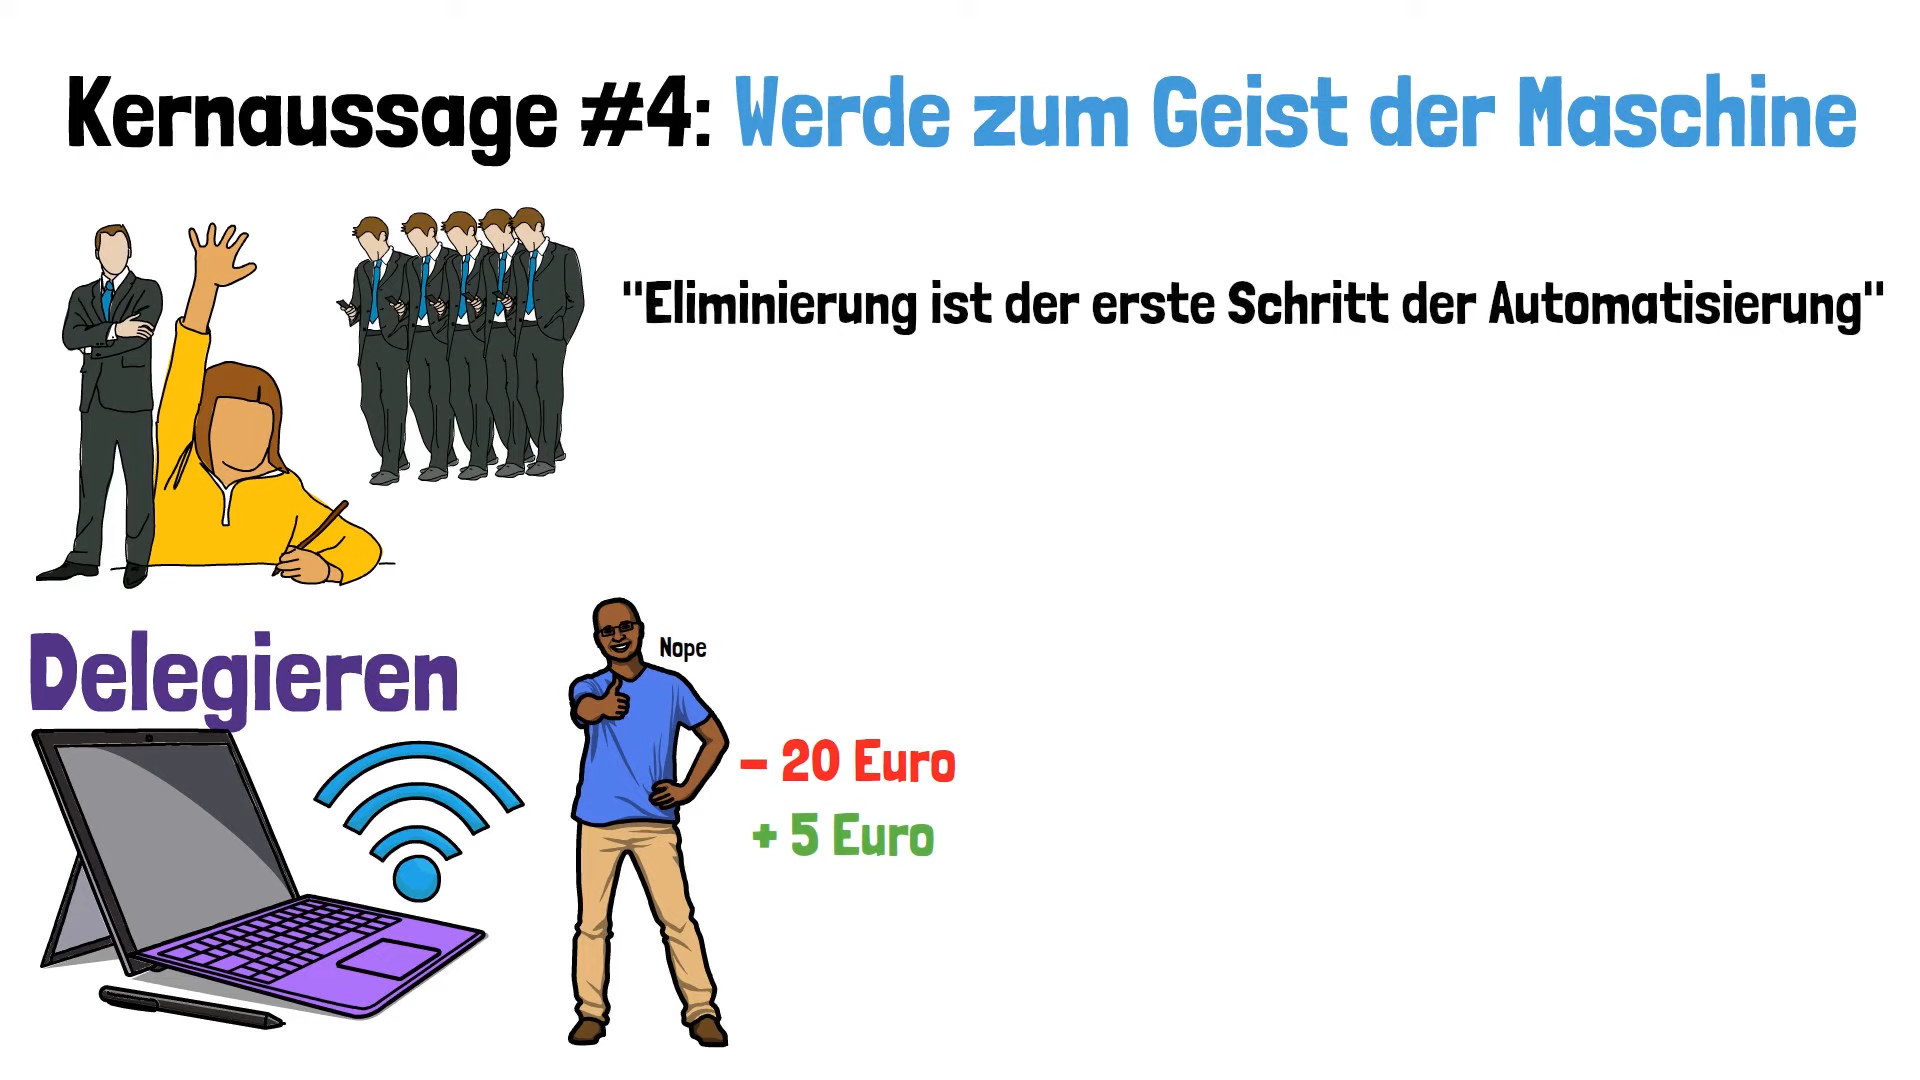 Kernaussage #4: Werde zum Geist der Maschine
"Eliminierung ist der erste Schritt der Automatisierung"
Delegieren
Nope
- 20 Euro
+ 5 Euro